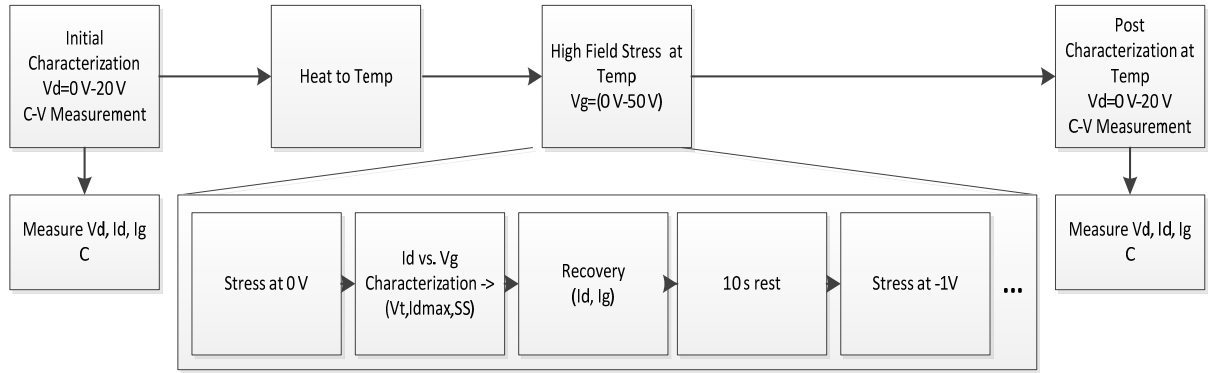 Initial
Characterization
Vd=0 V-20 V
C-V Measurement
Heat to Temp
High Field Stress at
Temp
Vg=(0 V-50 V)
Post
Characterization at
Temp
Vd=0 V-20 V
C-V Measurement
Measure Vd, Id, Ig
C
Stress at 0 V
Id vs. Vg
Characterization ->
(Vt,Idmax,SS)
Recovery
(Id, Ig)
10 s rest
Stress at -1V
...
Measure Vd, Id, Ig
C